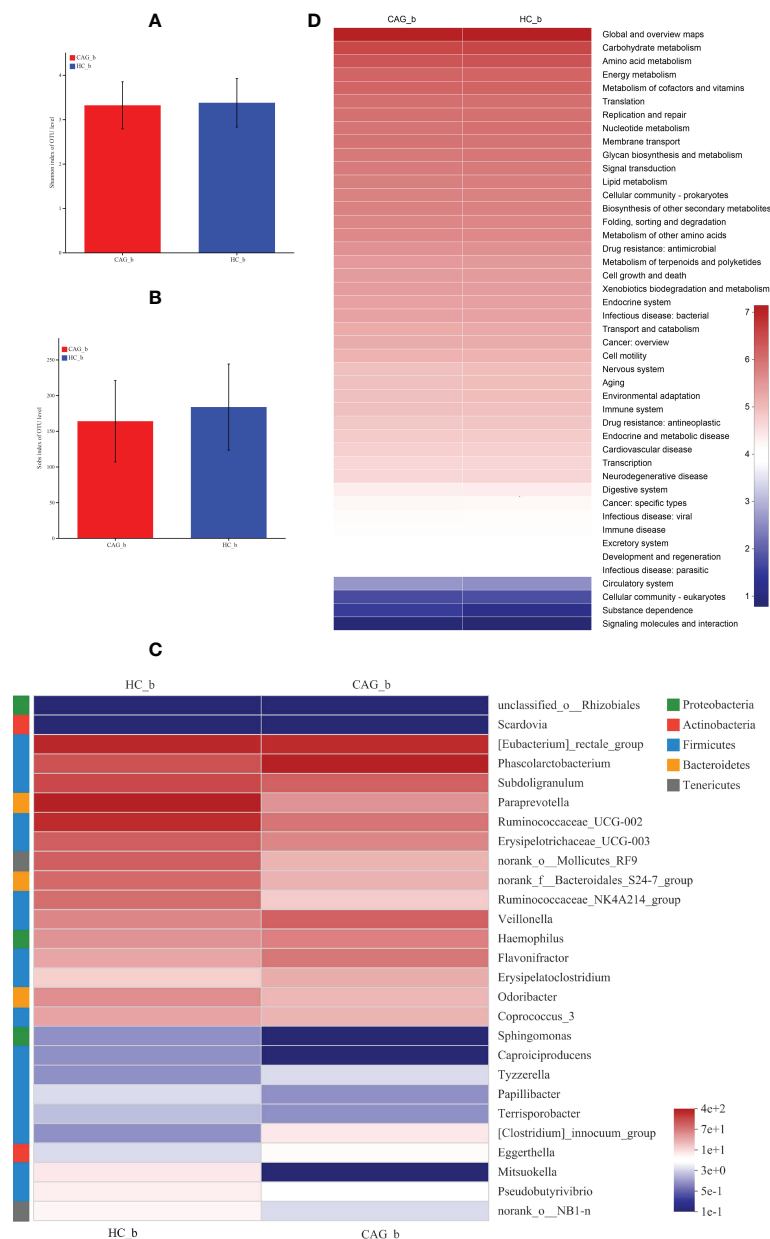 A
CAG_b
HC_b
Shannon index of OTU level
4
3
2
1
0
CAG_b
HC_b
B
CAG_b
HC_b
Sobs index of OTU level
250
200
150
100
50
0
CAG_b
HC_b
D
CAG_b HC_b
Global and overview maps
Carbohydrate metabolism
Amino acid metabolism
Energy metabolism
Metabolism of cofactors and vitamins
Translation
Replication and repair
Nucleotide metabolism
Membrane transport
Glycan biosynthesis and metabolism
Signal transduction
Lipid metabolism
Cellular community - prokaryotes
Biosynthesis of other secondary metabolites
Folding, sorting and degradation
Metabolism of other amino acids
Drug resistance: antimicrobial
Metabolism of terpenoids and polyketides
Cell growth and death
Xenobiotics biodegradation and metabolism
Endocrine system
Infectious disease: bacterial
Transport and catabolism
Cancer: overview
Cell motility
Nervous system
Aging
Environmental adaptation
Immune system
Drug resistance: antineoplastic
Endocrine and metabolic disease
Cardiovascular disease
Transcription
Neurodegenerative disease
Digestive system
Cancer: specific types
Infectious disease: viral
Immune disease
Excretory system
Development and regeneration
Infectious disease: parasitic
Circulatory system
Cellular community - eukaryotes
Substance dependence
Signaling molecules and interaction
7
6
5
4
3
2
1
C
HC_b CAG_b
unclassified_o__Rhizobiales
Scardovia
[Eubacterium]_rectale_group
Phascolarctobacterium
Subdoligranulum
Paraprevotella
Ruminococcaceae_UCG-002
Erysipelotrichaceae_UCG-003
norank_o__Mollicutes_RF9
norank_f__Bacteroidales_S24-7_group
Ruminococcaceae_NK4A214_group
Veillonella
Haemophilus
Flavonifractor
Erysipelatoclostridium
Odoribacter
Coprococcus_3
Sphingomonas
Caproiciproducens
Tyzzerella
Papillibacter
Terrisporobacter
[Clostridium]_innocuum_group
Eggerthella
Mitsuokella
Pseudobutyrivibrio
norank_o__NB1-n
Proteobacteria
Actinobacteria
Firmicutes
Bacteroidetes
Tenericutes
4e+2
7e+1
1e+1
3e+0
5e-1
1e-1
HC_b CAG_b